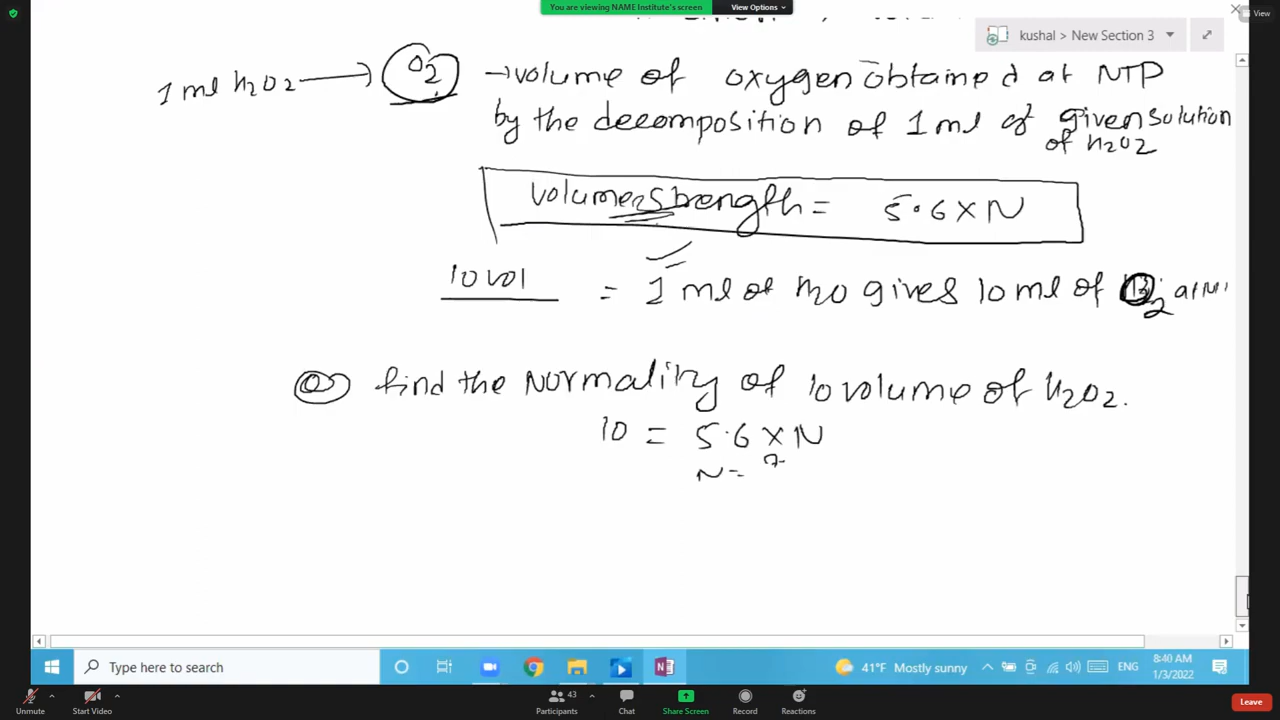 You are viewing NAME Institute's screen View Options
View
kushal > New Section 3
1 ml H2O2 → O2 → volume of oxygen obtained at NTP
by the decomposition of 1 ml of given solution
of H2O2
volume strength = 5.6 X N
10 vol = 1 ml of H2O gives 10 ml of O2 at N
Q find the Normality of 10 volume of H2O2.
10 = 5.6 X N
N =
Type here to search
41°F Mostly sunny
ENG
8:40 AM
1/3/2022
Unmute
Start Video
Participants 43
Chat
Share Screen
Record
Reactions
Leave